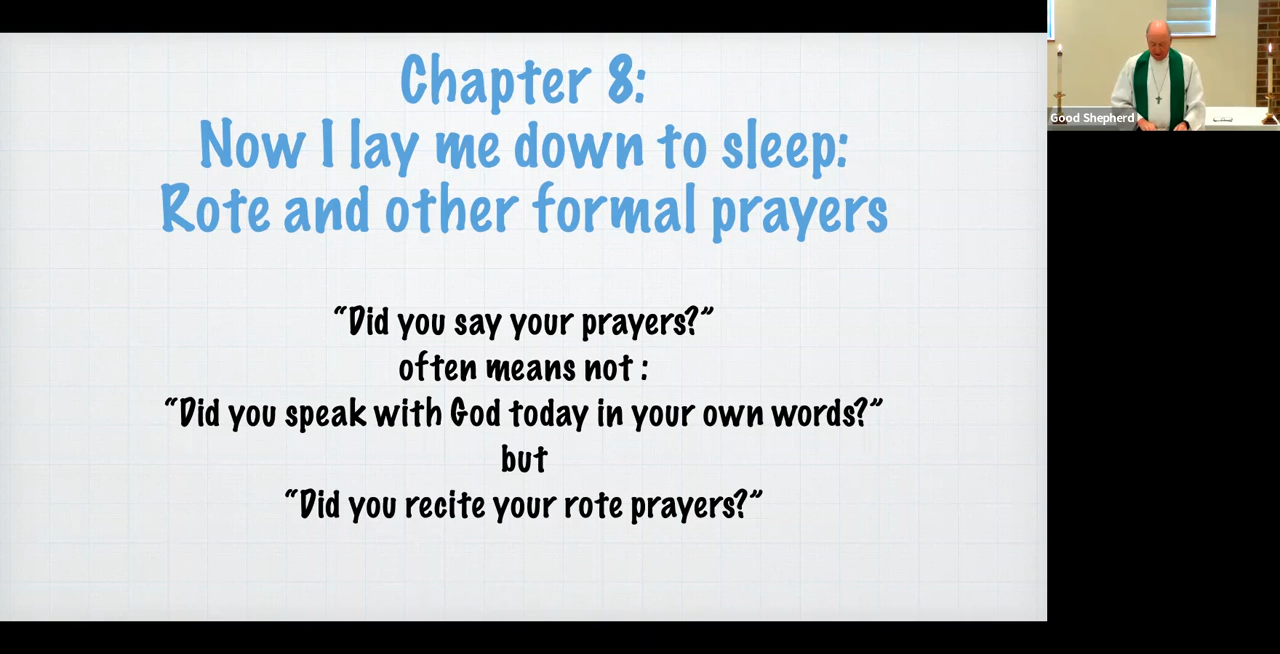 Chapter 8:
Now I lay me down to sleep:
Rote and other formal prayers
“Did you say your prayers?”
often means not :
“Did you speak with God today in your own words?”
but
“Did you recite your rote prayers?”
Good Shepherd